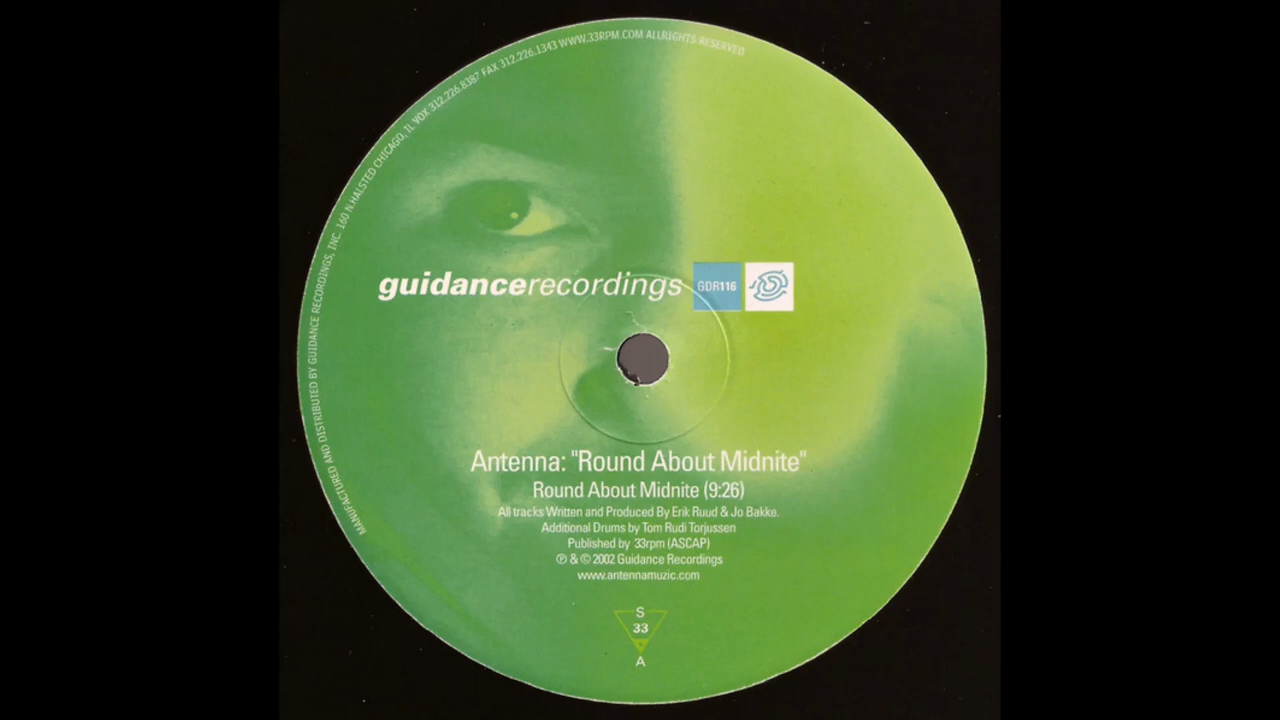 MANUFACTURED AND DISTRIBUTED BY GUIDANCE RECORDINGS, INC. 160 N.HALSTED CHICAGO, IL VOX 312.226.8387 FAX 312.226.1343 WWW.33RPM.COM ALLRIGHTS RESERVED
guidancerecordings GDR116
Antenna: "Round About Midnite"
Round About Midnite (9:26)
All tracks Written and Produced By Erik Ruud & Jo Bakke.
Additional Drums by Tom Rudi Torjussen
Published by 33rpm (ASCAP)
℗ & © 2002 Guidance Recordings
www.antennamuzic.com
S
33
A